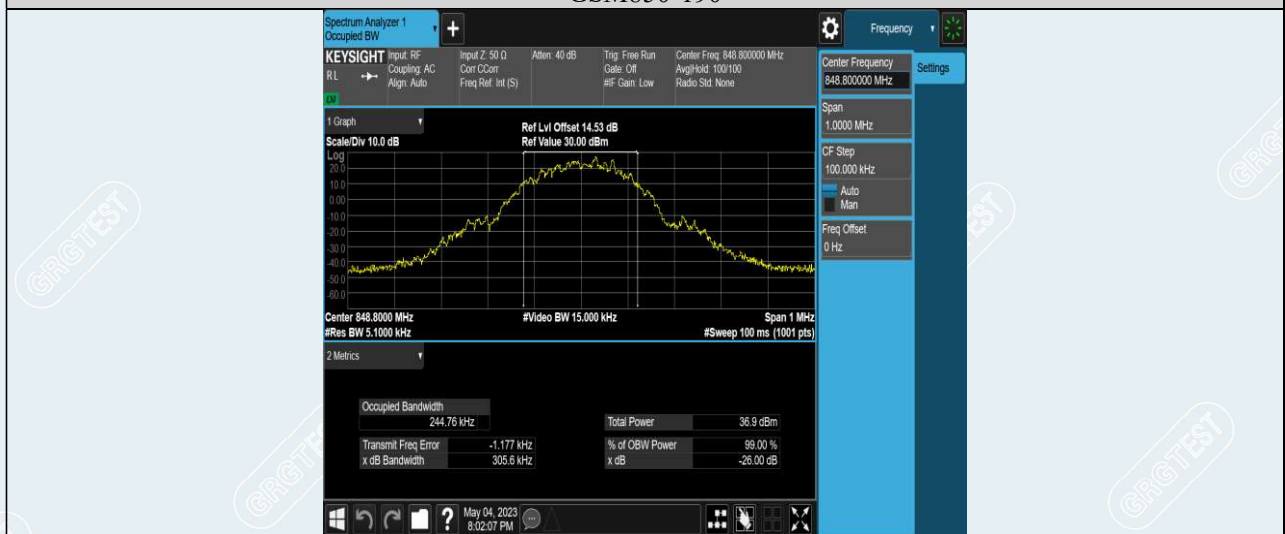 Spectrum Analyzer 1
Occupied BW
+
Frequency
KEYSIGHT
RL
Input: RF
Coupling: AC
Align: Auto
Input Z: 50 Ω
Corr CCorr
Freq Ref: Int (S)
Atten: 40 dB
Trig: Free Run
Gate: Off
#IF Gain: Low
Center Freq: 848.800000 MHz
Avg|Hold: 100/100
Radio Std: None
Center Frequency
848.800000 MHz
Settings
Span
1.0000 MHz
CF Step
100.000 kHz
Auto
Man
Freq Offset
0 Hz
1 Graph
Scale/Div 10.0 dB
Ref Lvl Offset 14.53 dB
Ref Value 30.00 dBm
Log
20.0
10.0
0.00
-10.0
-20.0
-30.0
-40.0
-50.0
-60.0
Center 848.8000 MHz
#Video BW 15.000 kHz
Span 1 MHz
#Res BW 5.1000 kHz
#Sweep 100 ms (1001 pts)
2 Metrics
Occupied Bandwidth
244.76 kHz
Total Power 36.9 dBm
Transmit Freq Error -1.177 kHz
% of OBW Power 99.00 %
x dB Bandwidth 305.6 kHz
x dB -26.00 dB
?
May 04, 2023
8:02:07 PM
GRGTEST
GRGTEST
GRGTEST
GRGTEST